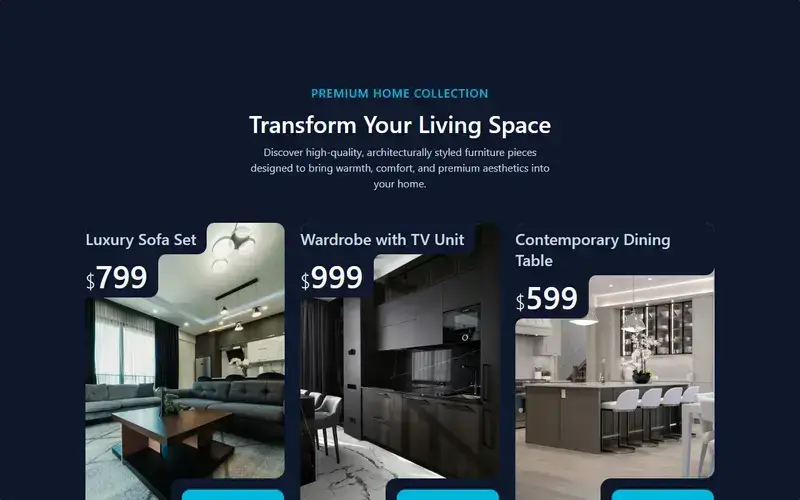 PREMIUM HOME COLLECTION
Transform Your Living Space
Discover high-quality, architecturally styled furniture pieces
designed to bring warmth, comfort, and premium aesthetics into
your home.
Luxury Sofa Set
$799
Wardrobe with TV Unit
$999
Contemporary Dining
Table
$599